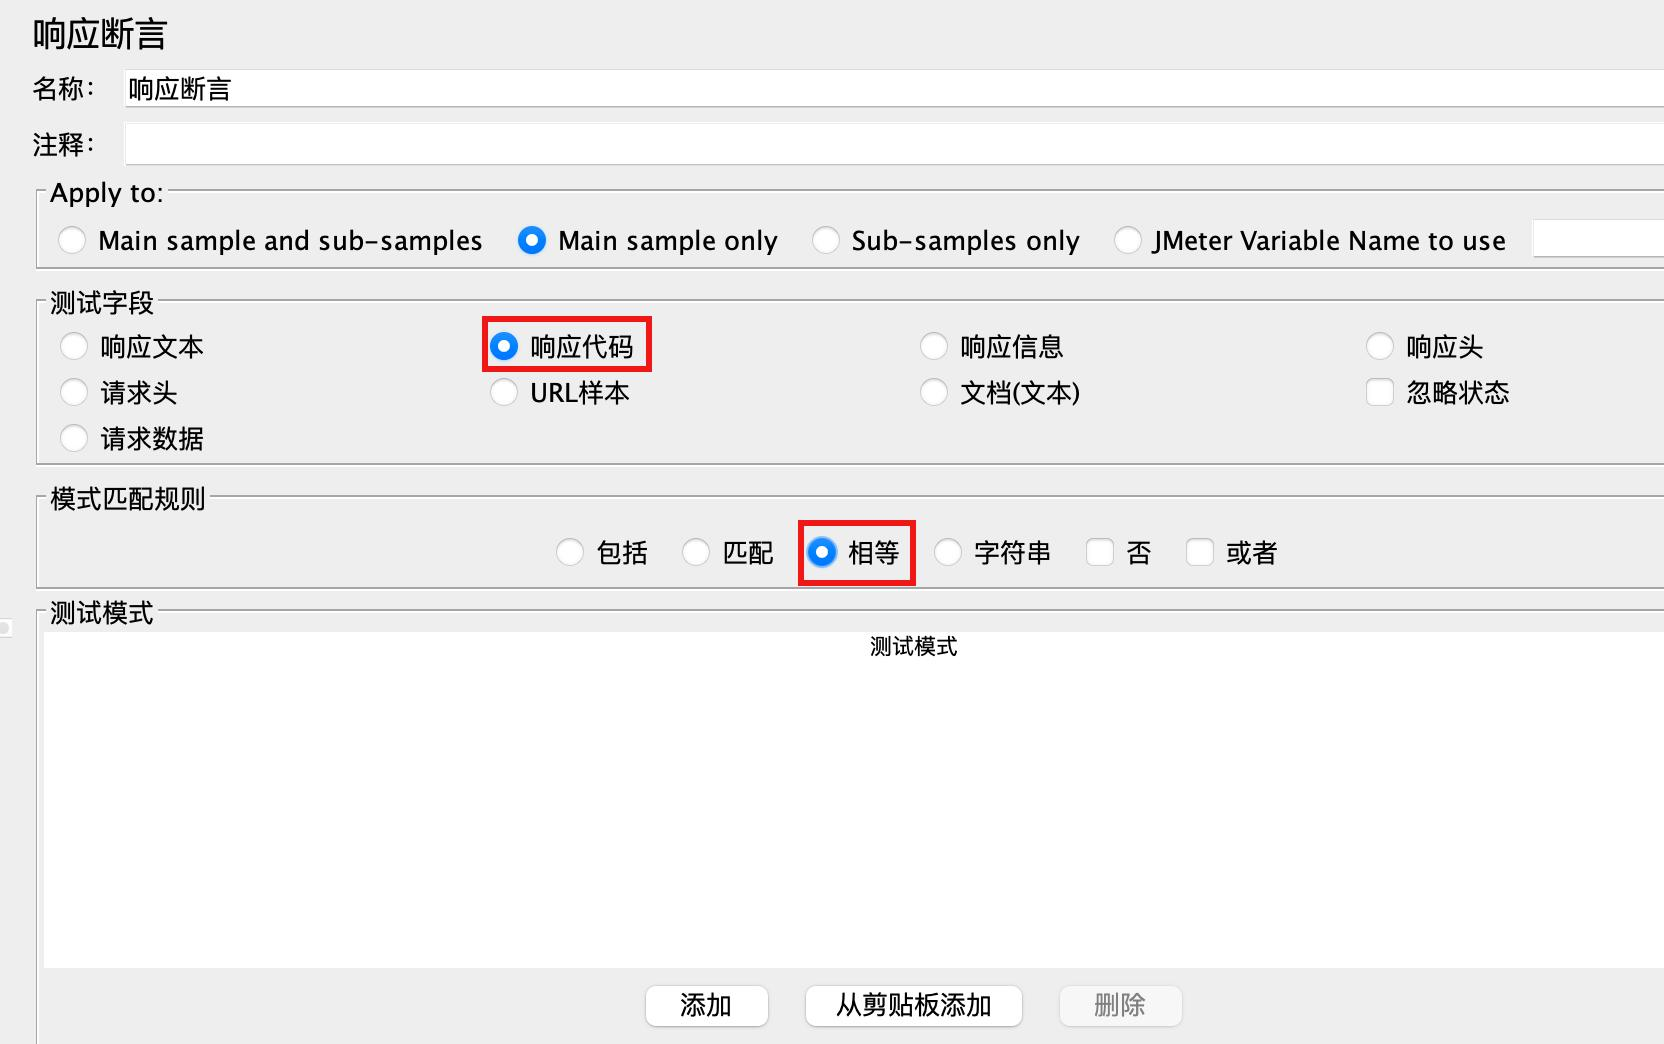 响应断言
名称： 响应断言
注释：
Apply to:
Main sample and sub-samples Main sample only Sub-samples only JMeter Variable Name to use
测试字段
响应文本 响应代码 响应信息 响应头
请求头 URL样本 文档(文本) 忽略状态
请求数据
模式匹配规则
包括 匹配 相等 字符串 否 或者
测试模式
测试模式
添加 从剪贴板添加 删除